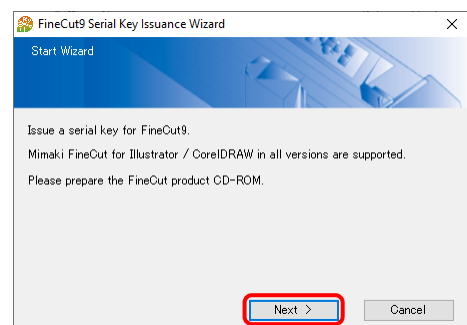 FineCut9 Serial Key Issuance Wizard
Start Wizard
Issue a serial key for FineCut9.
Mimaki FineCut for Illustrator / CorelDRAW in all versions are supported.
Please prepare the FineCut product CD-ROM.
Next >
Cancel